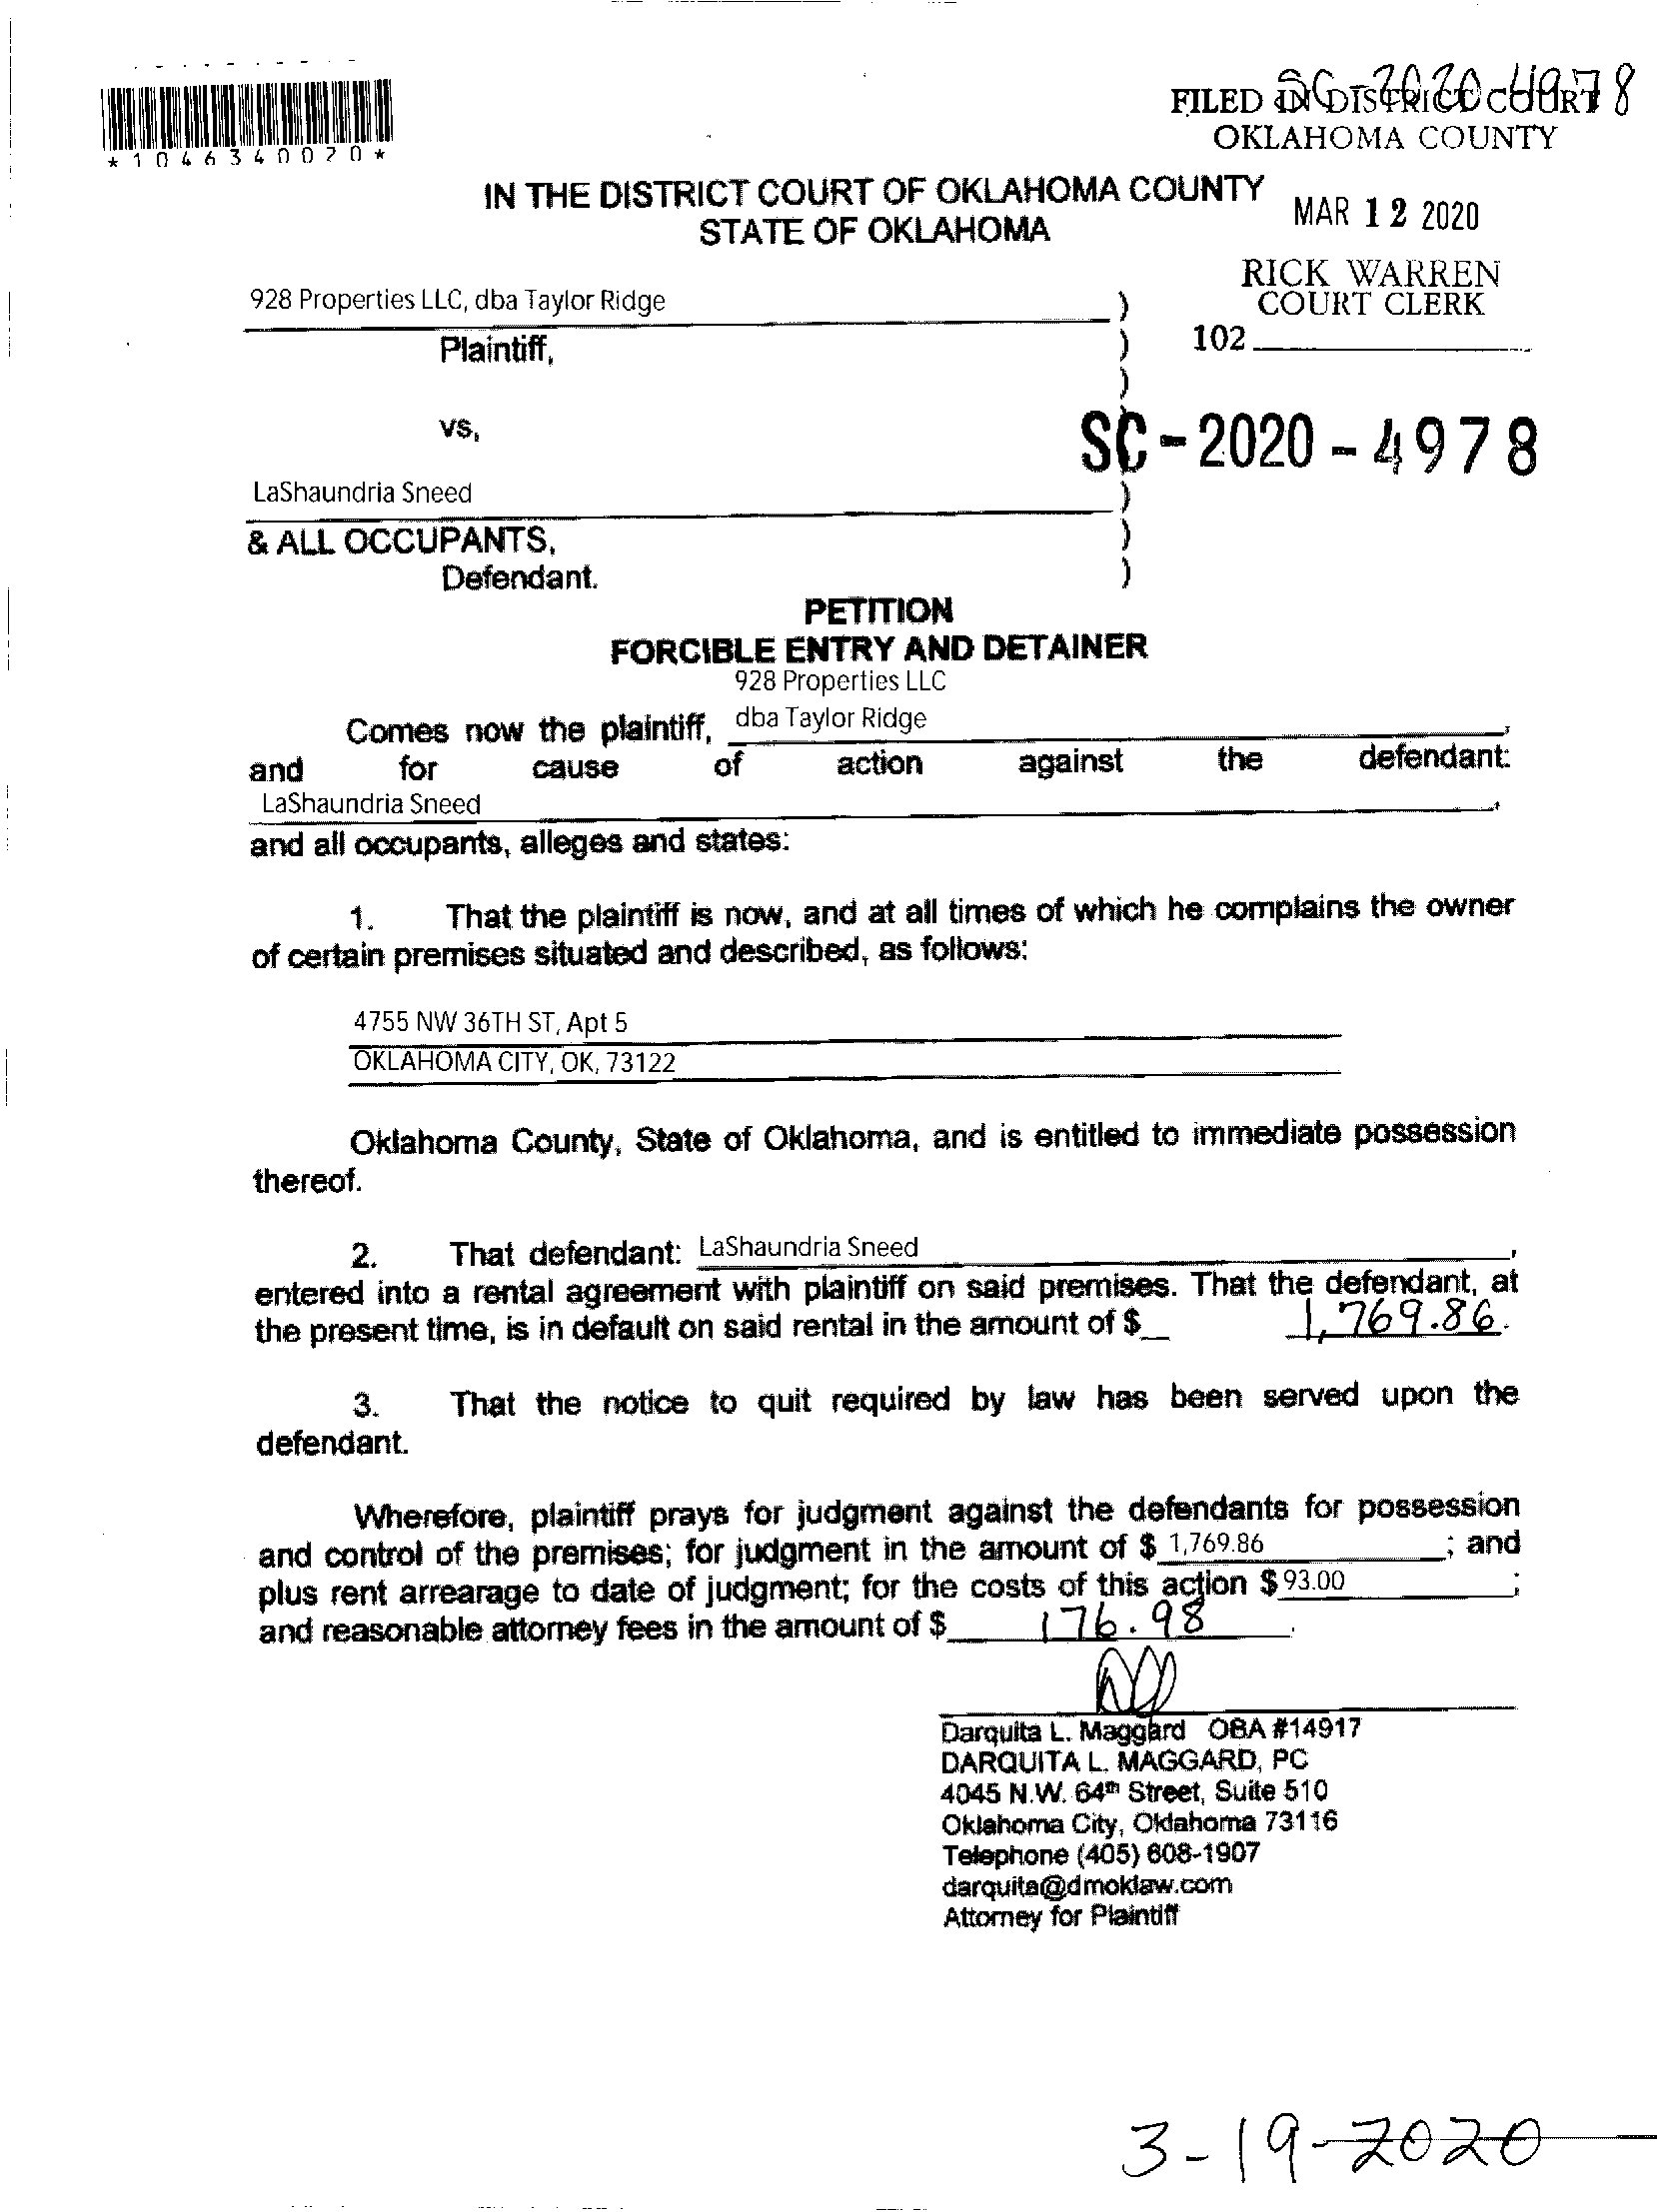 SC-2020-4978
FILED IN DISTRICT COURT
OKLAHOMA COUNTY
*1046340020*
IN THE DISTRICT COURT OF OKLAHOMA COUNTY
STATE OF OKLAHOMA
MAR 12 2020
RICK WARREN
COURT CLERK
102
928 Properties LLC, dba Taylor Ridge )
Plaintiff, )
)
vs,
SC-2020-4978
LaShaundria Sneed )
& ALL OCCUPANTS, )
Defendant. )
PETITION
FORCIBLE ENTRY AND DETAINER
928 Properties LLC
Comes now the plaintiff, dba Taylor Ridge,
and for cause of action against the defendant:
LaShaundria Sneed,
and all occupants, alleges and states:
1. That the plaintiff is now, and at all times of which he complains the owner
of certain premises situated and described, as follows:
4755 NW 36TH ST, Apt 5
OKLAHOMA CITY, OK, 73122
Oklahoma County, State of Oklahoma, and is entitled to immediate possession
thereof.
2. That defendant: LaShaundria Sneed,
entered into a rental agreement with plaintiff on said premises. That the defendant, at
the present time, is in default on said rental in the amount of $ 1,769.86.
3. That the notice to quit required by law has been served upon the
defendant.
Wherefore, plaintiff prays for judgment against the defendants for possession
and control of the premises; for judgment in the amount of $ 1,769.86 ; and
plus rent arrearage to date of judgment; for the costs of this action $ 93.00 ;
and reasonable attorney fees in the amount of $ 176.98.
Darquita L. Maggard OBA #14917
DARQUITA L. MAGGARD, PC
4045 N.W. 64th Street, Suite 510
Oklahoma City, Oklahoma 73116
Telephone (405) 608-1907
darquita@dmoklaw.com
Attorney for Plaintiff
3-19-2020